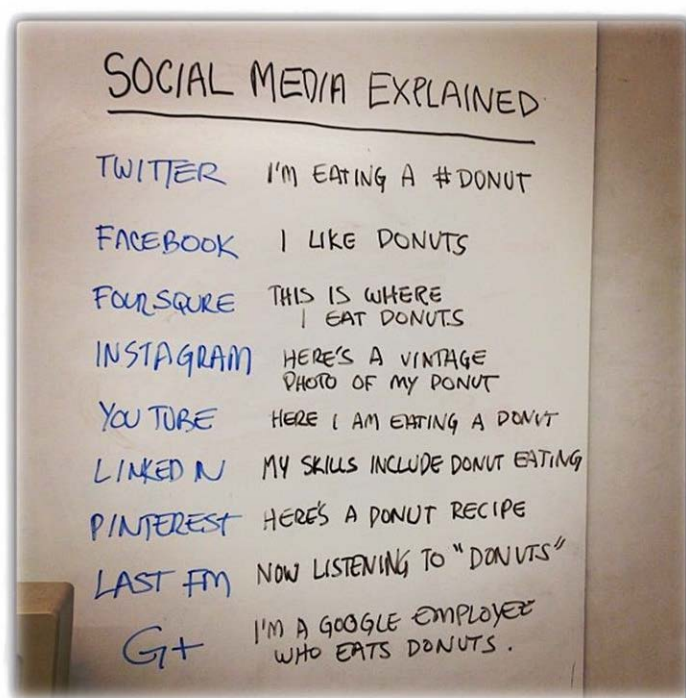 SOCIAL MEDIA EXPLAINED
TWITTER I'M EATING A #DONUT
FACEBOOK I LIKE DONUTS
FOURSQURE THIS IS WHERE
I EAT DONUTS
INSTAGRAM HERE'S A VINTAGE
PHOTO OF MY DONUT
YOU TUBE HERE I AM EATING A DONUT
LINKED IN MY SKILLS INCLUDE DONUT EATING
PINTEREST HERE'S A DONUT RECIPE
LAST FM NOW LISTENING TO "DONUTS"
G+ I'M A GOOGLE EMPLOYEE
WHO EATS DONUTS.